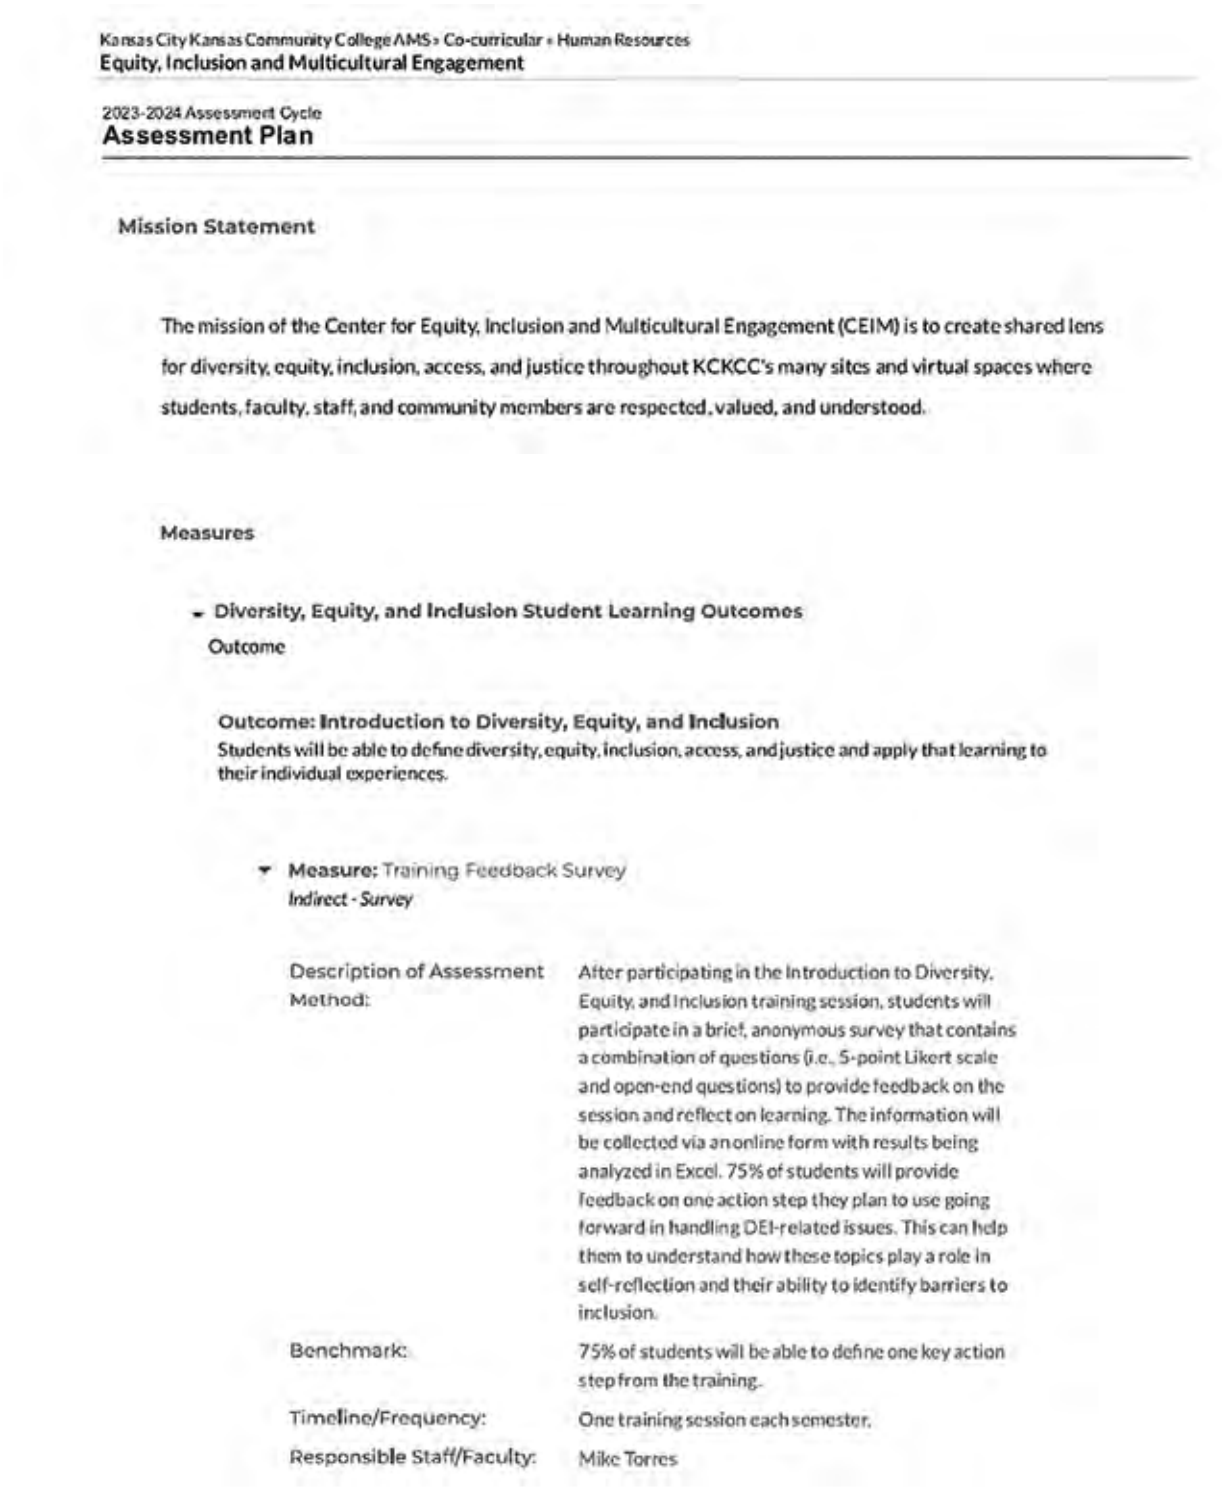 Kansas City Kansas Community College AMS » Co-curricular » Human Resources
Equity, Inclusion and Multicultural Engagement
2023-2024 Assessment Cycle
Assessment Plan
Mission Statement
The mission of the Center for Equity, Inclusion and Multicultural Engagement (CEIM) is to create shared lens
for diversity, equity, inclusion, access, and justice throughout KCKCC's many sites and virtual spaces where
students, faculty, staff, and community members are respected, valued, and understood.
Measures
Diversity, Equity, and Inclusion Student Learning Outcomes
Outcome
Outcome: Introduction to Diversity, Equity, and Inclusion
Students will be able to define diversity, equity, inclusion, access, and justice and apply that learning to
their individual experiences.
Measure: Training Feedback Survey
Indirect - Survey
Description of Assessment Method:
After participating in the Introduction to Diversity,
Equity, and Inclusion training session, students will
participate in a brief, anonymous survey that contains
a combination of questions (i.e., 5-point Likert scale
and open-end questions) to provide feedback on the
session and reflect on learning. The information will
be collected via an online form with results being
analyzed in Excel. 75% of students will provide
feedback on one action step they plan to use going
forward in handling DEI-related issues. This can help
them to understand how these topics play a role in
self-reflection and their ability to identify barriers to
inclusion.
Benchmark: 75% of students will be able to define one key action
step from the training.
Timeline/Frequency: One training session each semester.
Responsible Staff/Faculty: Mike Torres